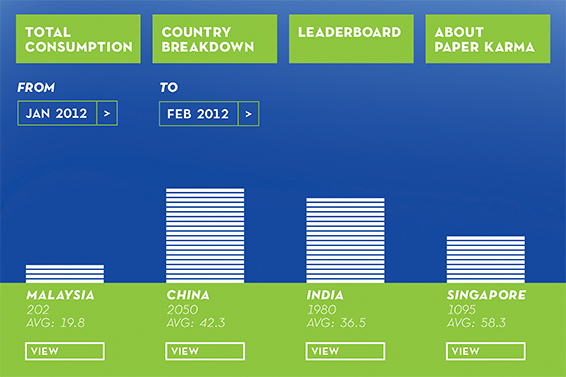 TOTAL
CONSUMPTION
COUNTRY
BREAKDOWN
LEADERBOARD
ABOUT
PAPER KARMA
FROM
TO
JAN 2012 >
FEB 2012 >
MALAYSIA
202
AVG: 19.8
VIEW
CHINA
2050
AVG: 42.3
VIEW
INDIA
1980
AVG: 36.5
VIEW
SINGAPORE
1095
AVG: 58.3
VIEW